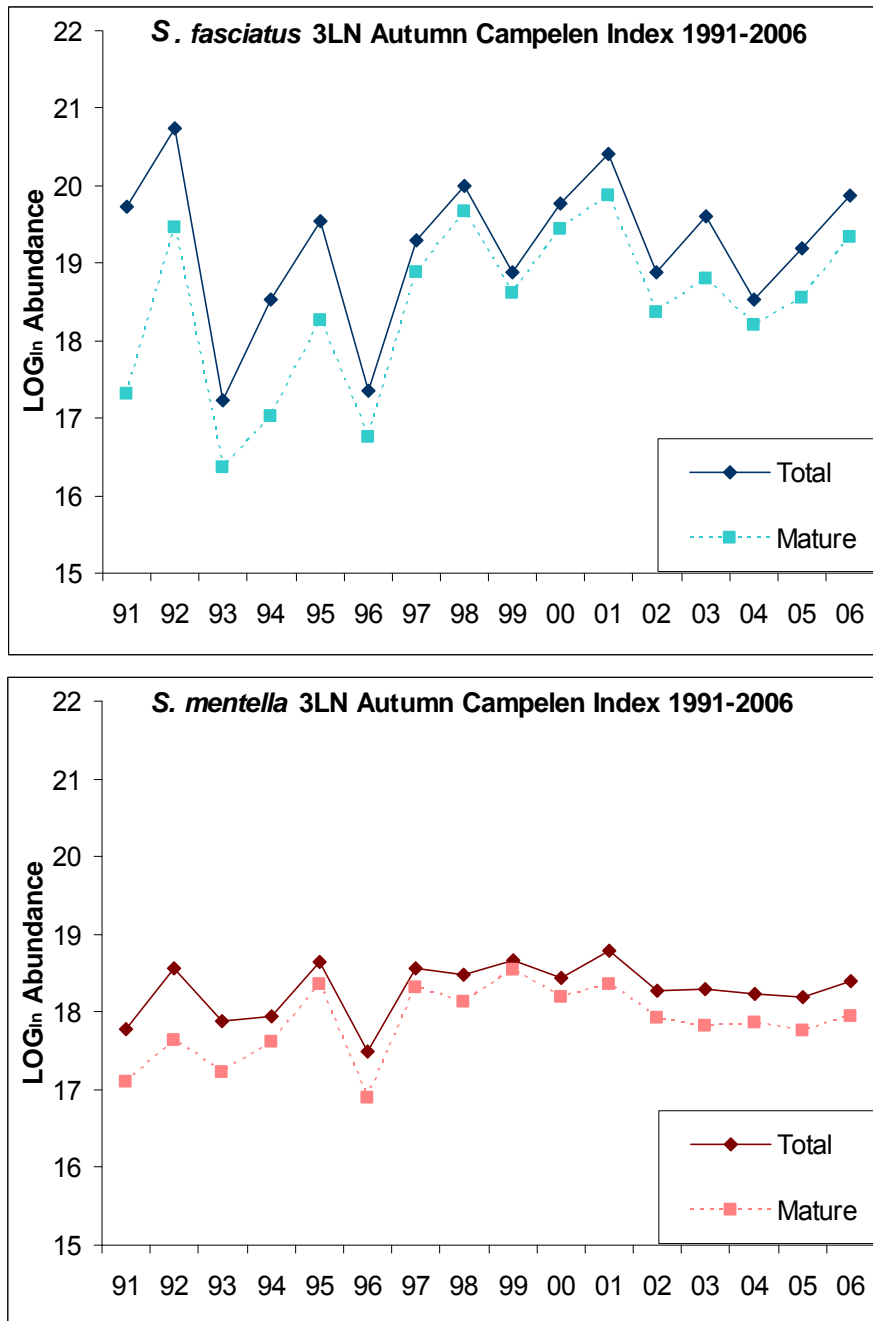 S. fasciatus 3LN Autumn Campelen Index 1991-2006
22
21
20
19
18
17
16
15
LOGln Abundance
Total
Mature
91 92 93 94 95 96 97 98 99 00 01 02 03 04 05 06
S. mentella 3LN Autumn Campelen Index 1991-2006
22
21
20
19
18
17
16
15
LOGln Abundance
Total
Mature
91 92 93 94 95 96 97 98 99 00 01 02 03 04 05 06